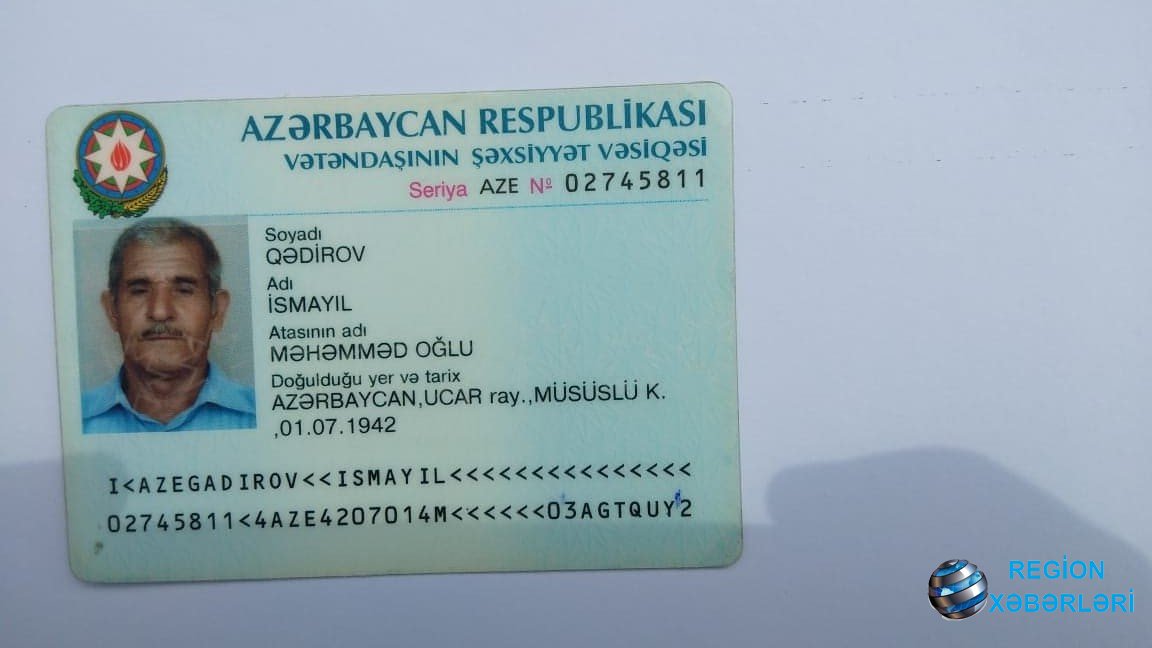 AZƏRBAYCAN RESPUBLİKASI
VƏTƏNDAŞININ ŞƏXSİYYƏT VƏSİQƏSİ
Seriya AZE № 02745811
Soyadı
QƏDİROV
Adı
İSMAYIL
Atasının adı
MƏHƏMMƏD OĞLU
Doğulduğu yer və tarix
AZƏRBAYCAN,UCAR ray.,MÜSÜSLÜ K.
,01.07.1942
I<AZEGADIROV<<ISMAYIL<<<<<<<<<<<<<<<
02745811<4AZE4207014M<<<<<<03AGTQUY2
REGİON
XƏBƏRLƏRİ